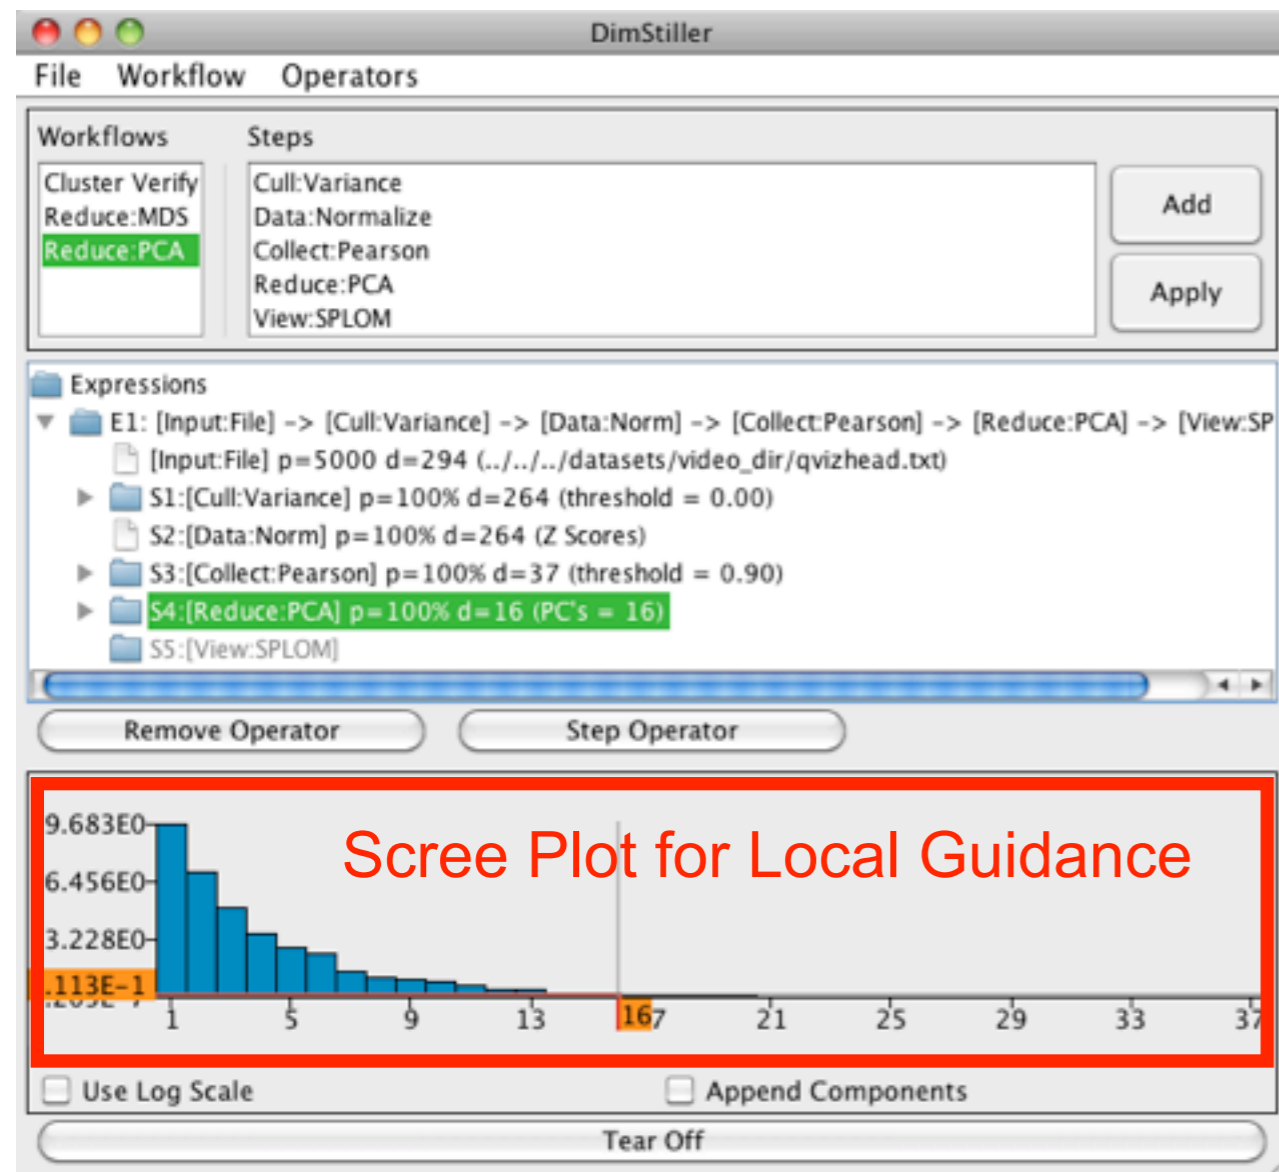 DimStiller
File Workflow Operators
Workflows Steps
Cluster Verify
Reduce:MDS
Reduce:PCA
Cull:Variance
Data:Normalize
Collect:Pearson
Reduce:PCA
View:SPLOM
Add
Apply
Expressions
E1: [Input:File] -> [Cull:Variance] -> [Data:Norm] -> [Collect:Pearson] -> [Reduce:PCA] -> [View:SP
[Input:File] p=5000 d=294 (../../../datasets/video_dir/qvizhead.txt)
S1:[Cull:Variance] p=100% d=264 (threshold = 0.00)
S2:[Data:Norm] p=100% d=264 (Z Scores)
S3:[Collect:Pearson] p=100% d=37 (threshold = 0.90)
S4:[Reduce:PCA] p=100% d=16 (PC's = 16)
S5:[View:SPLOM]
Remove Operator Step Operator
Scree Plot for Local Guidance
9.683E0
6.456E0
3.228E0
.113E-1
1 5 9 13 16 7 21 25 29 33 37
Use Log Scale Append Components
Tear Off